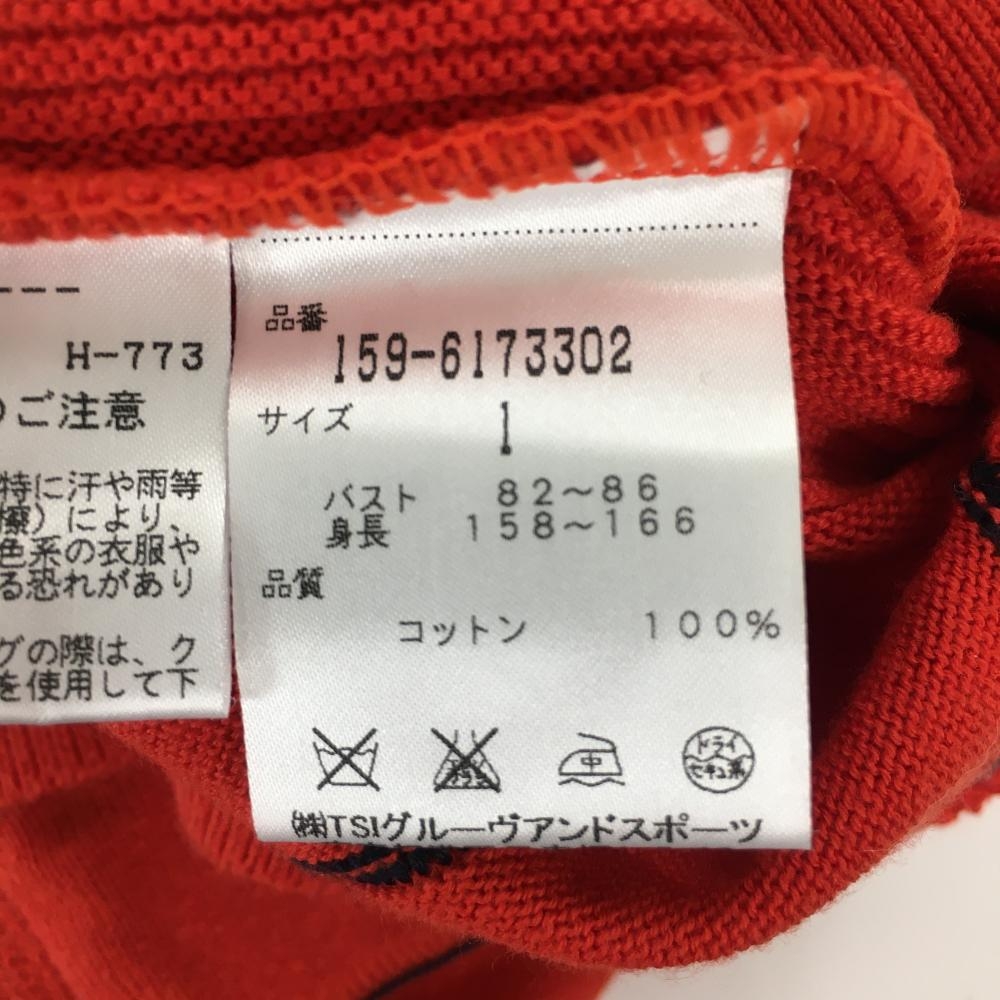 H-773
のご注意
特に汗や雨等
擦）により、
色系の衣服や
る恐れがあり
グの際は、ク
を使用して下
品番
159-6173302
サイズ 1
バスト 82～86
身長 158～166
品質
コットン 100%
中
ドライ
セキユ系
㈱TSIグルーヴアンドスポーツ